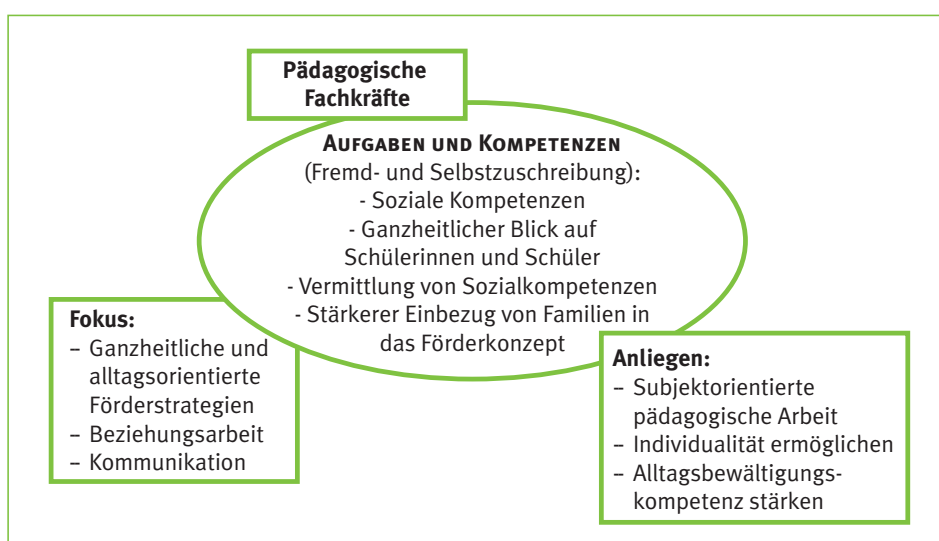 Pädagogische
Fachkräfte
Aufgaben und Kompetenzen
(Fremd- und Selbstzuschreibung):
- Soziale Kompetenzen
- Ganzheitlicher Blick auf
Schülerinnen und Schüler
- Vermittlung von Sozialkompetenzen
- Stärkerer Einbezug von Familien in
das Förderkonzept
Fokus:
– Ganzheitliche und
alltagsorientierte
Förderstrategien
– Beziehungsarbeit
– Kommunikation
Anliegen:
– Subjektorientierte
pädagogische Arbeit
– Individualität ermöglichen
– Alltagsbewältigungs-
kompetenz stärken